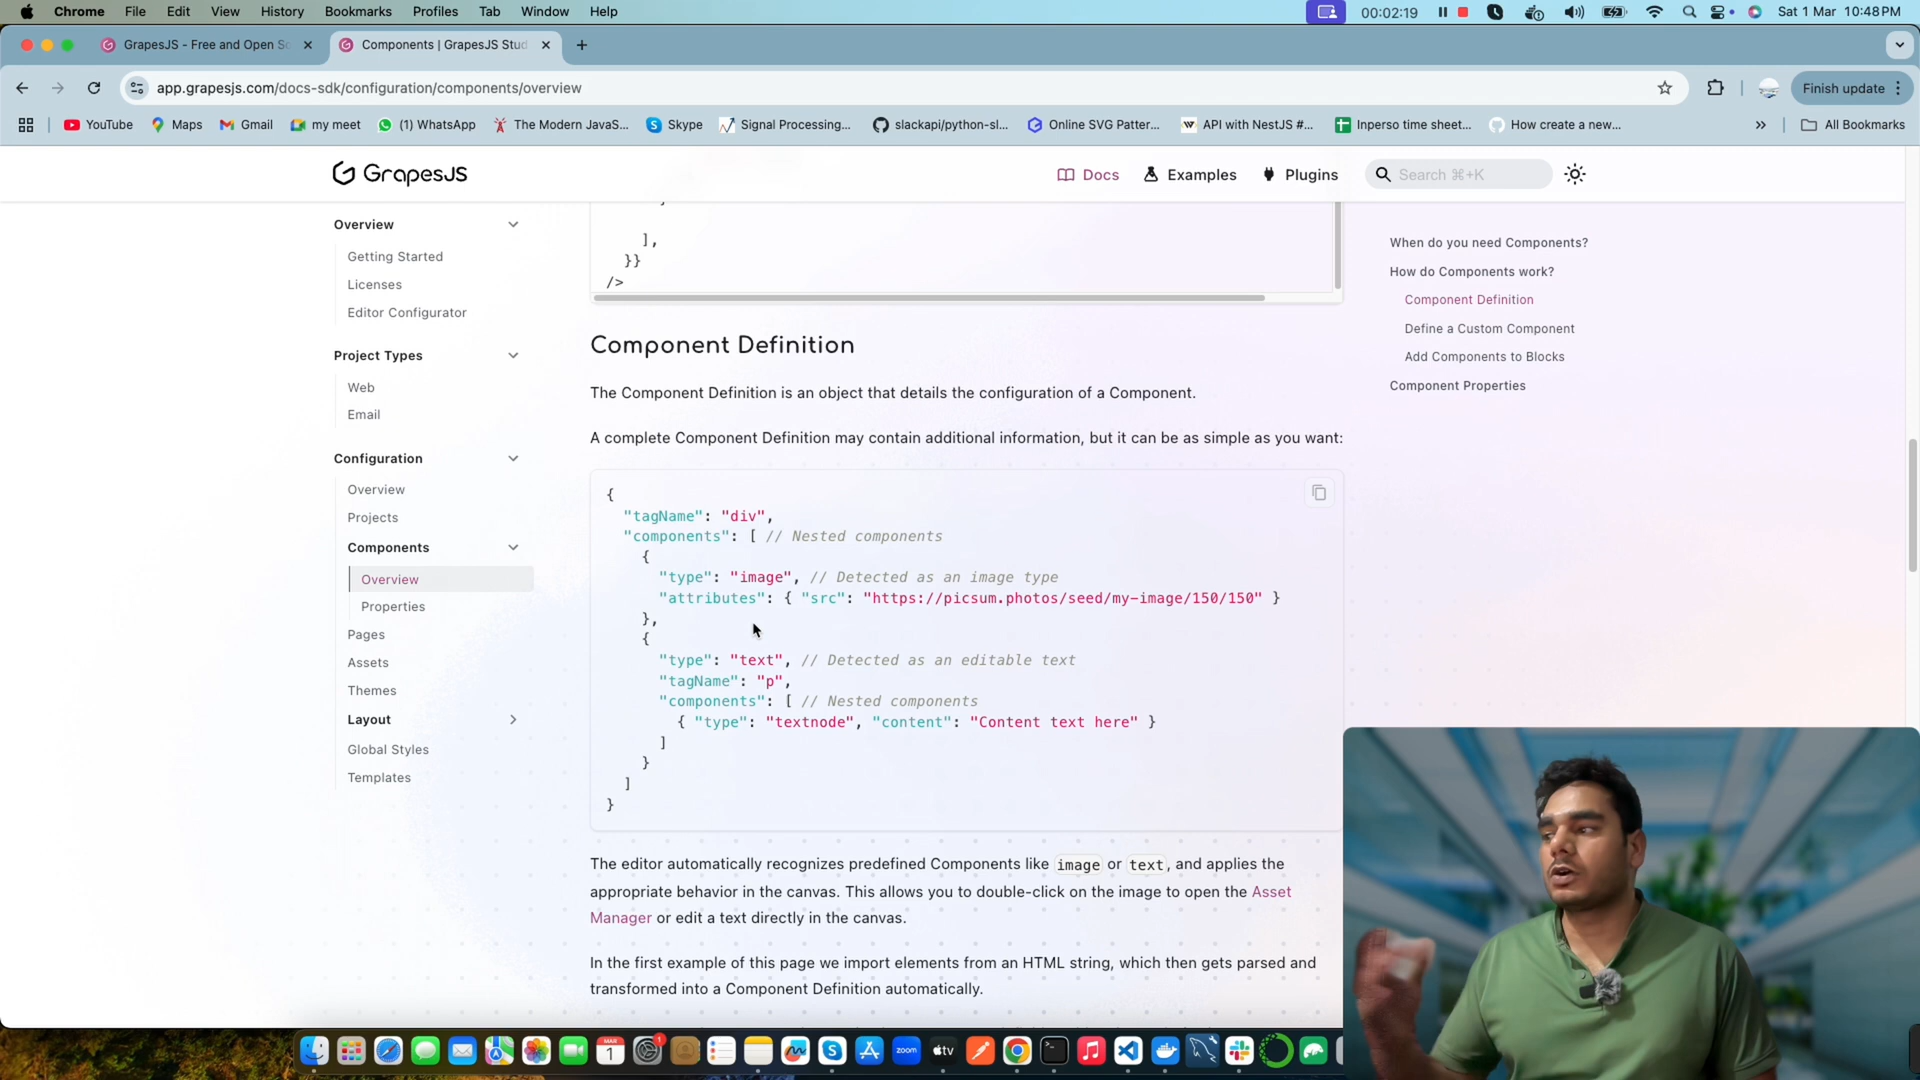 Chrome File Edit View History Bookmarks Profiles Tab Window Help
00:02:19
Sat 1 Mar 10:48 PM
GrapesJS - Free and Open So
Components | GrapesJS Stud
app.grapesjs.com/docs-sdk/configuration/components/overview
Finish update
YouTube Maps Gmail my meet (1) WhatsApp The Modern JavaS... Skype Signal Processing... slackapi/python-sl... Online SVG Patter... API with NestJS #... Inperso time sheet... How create a new... » All Bookmarks
GrapesJS
Docs Examples Plugins Search ⌘+K
Overview
Getting Started
Licenses
Editor Configurator
Project Types
Web
Email
Configuration
Overview
Projects
Components
Overview
Properties
Pages
Assets
Themes
Layout
Global Styles
Templates
],
}}
/>
Component Definition
The Component Definition is an object that details the configuration of a Component.
A complete Component Definition may contain additional information, but it can be as simple as you want:
{
"tagName": "div",
"components": [ // Nested components
{
"type": "image", // Detected as an image type
"attributes": { "src": "https://picsum.photos/seed/my-image/150/150" }
},
{
"type": "text", // Detected as an editable text
"tagName": "p",
"components": [ // Nested components
{ "type": "textnode", "content": "Content text here" }
]
}
]
}
The editor automatically recognizes predefined Components like image or text, and applies the
appropriate behavior in the canvas. This allows you to double-click on the image to open the Asset
Manager or edit a text directly in the canvas.
In the first example of this page we import elements from an HTML string, which then gets parsed and
transformed into a Component Definition automatically.
When do you need Components?
How do Components work?
Component Definition
Define a Custom Component
Add Components to Blocks
Component Properties
MAR
1
1
zoom
tv